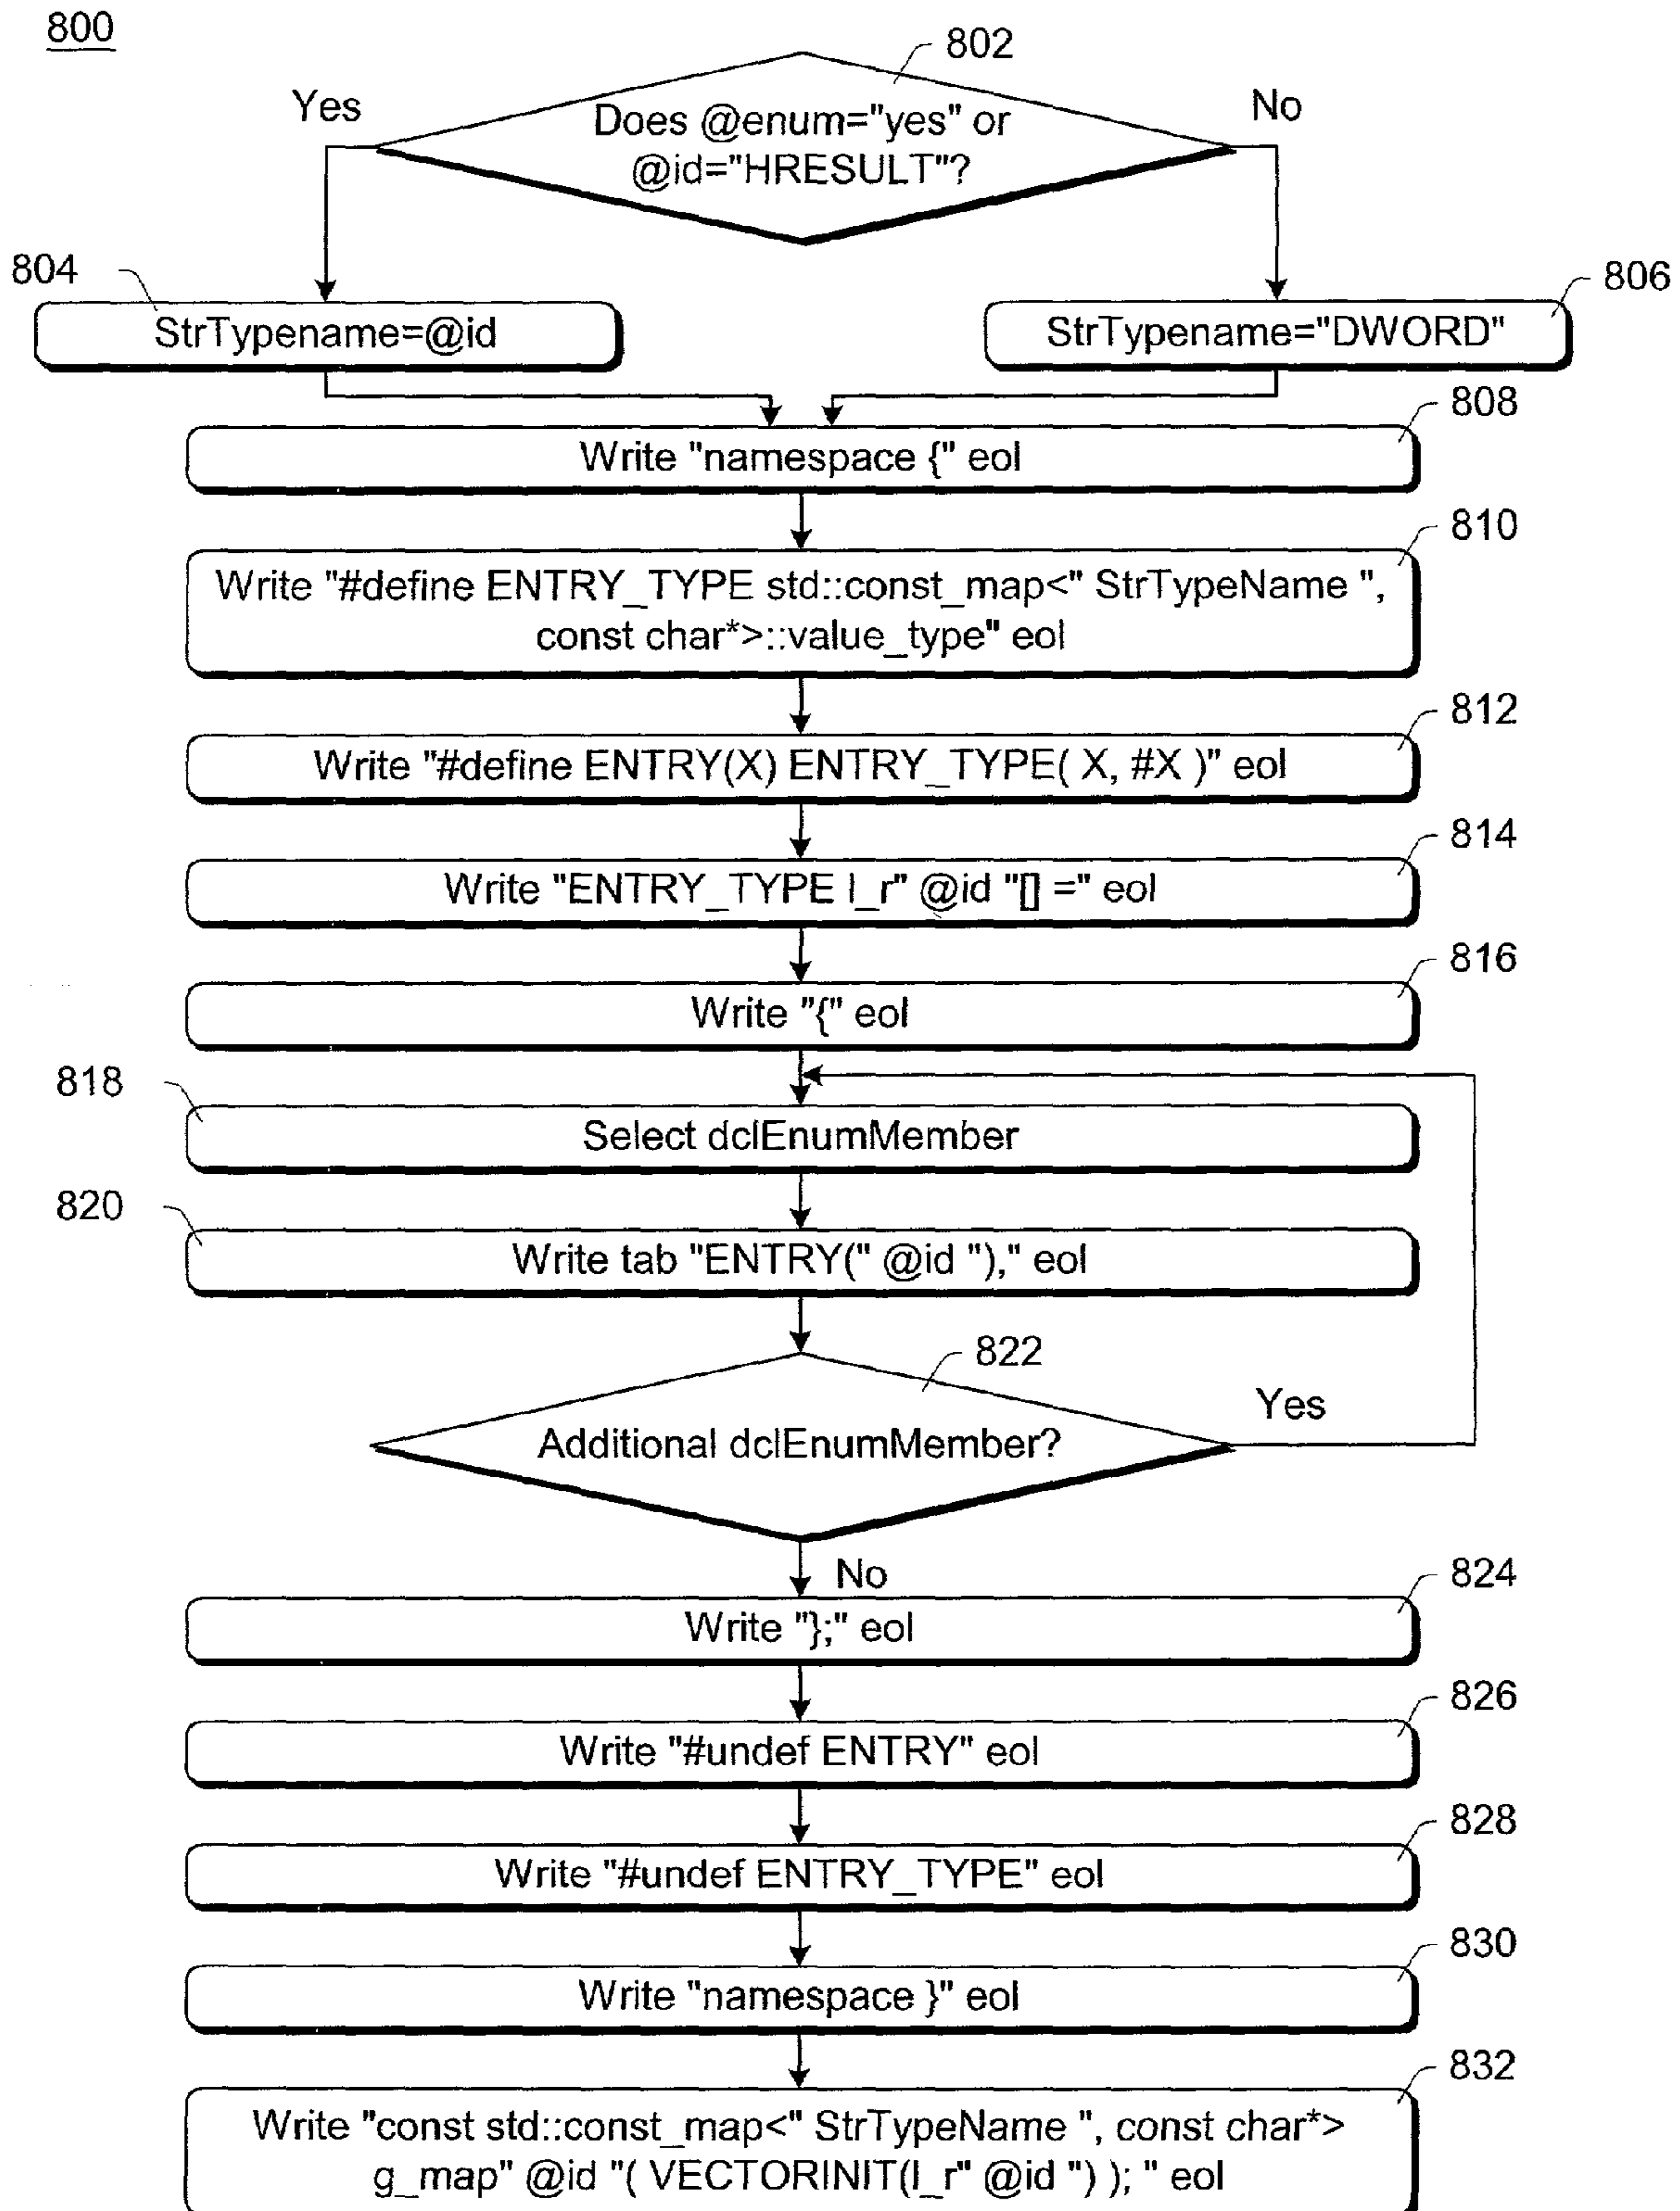 800
802
Yes
No
Does @enum="yes" or
@id="HRESULT"?
804
806
StrTypename=@id
StrTypename="DWORD"
808
Write "namespace {" eol
810
Write "#define ENTRY_TYPE std::const_map<" StrTypeName ",
const char*>::value_type" eol
812
Write "#define ENTRY(X) ENTRY_TYPE( X, #X )" eol
814
Write "ENTRY_TYPE l_r" @id "[] =" eol
816
Write "{" eol
818
Select dclEnumMember
820
Write tab "ENTRY(" @id ")," eol
822
Yes
Additional dclEnumMember?
No
824
Write "};" eol
826
Write "#undef ENTRY" eol
828
Write "#undef ENTRY_TYPE" eol
830
Write "namespace }" eol
832
Write "const std::const_map<" StrTypeName ", const char*>
g_map" @id "( VECTORINIT(l_r" @id ") ); " eol